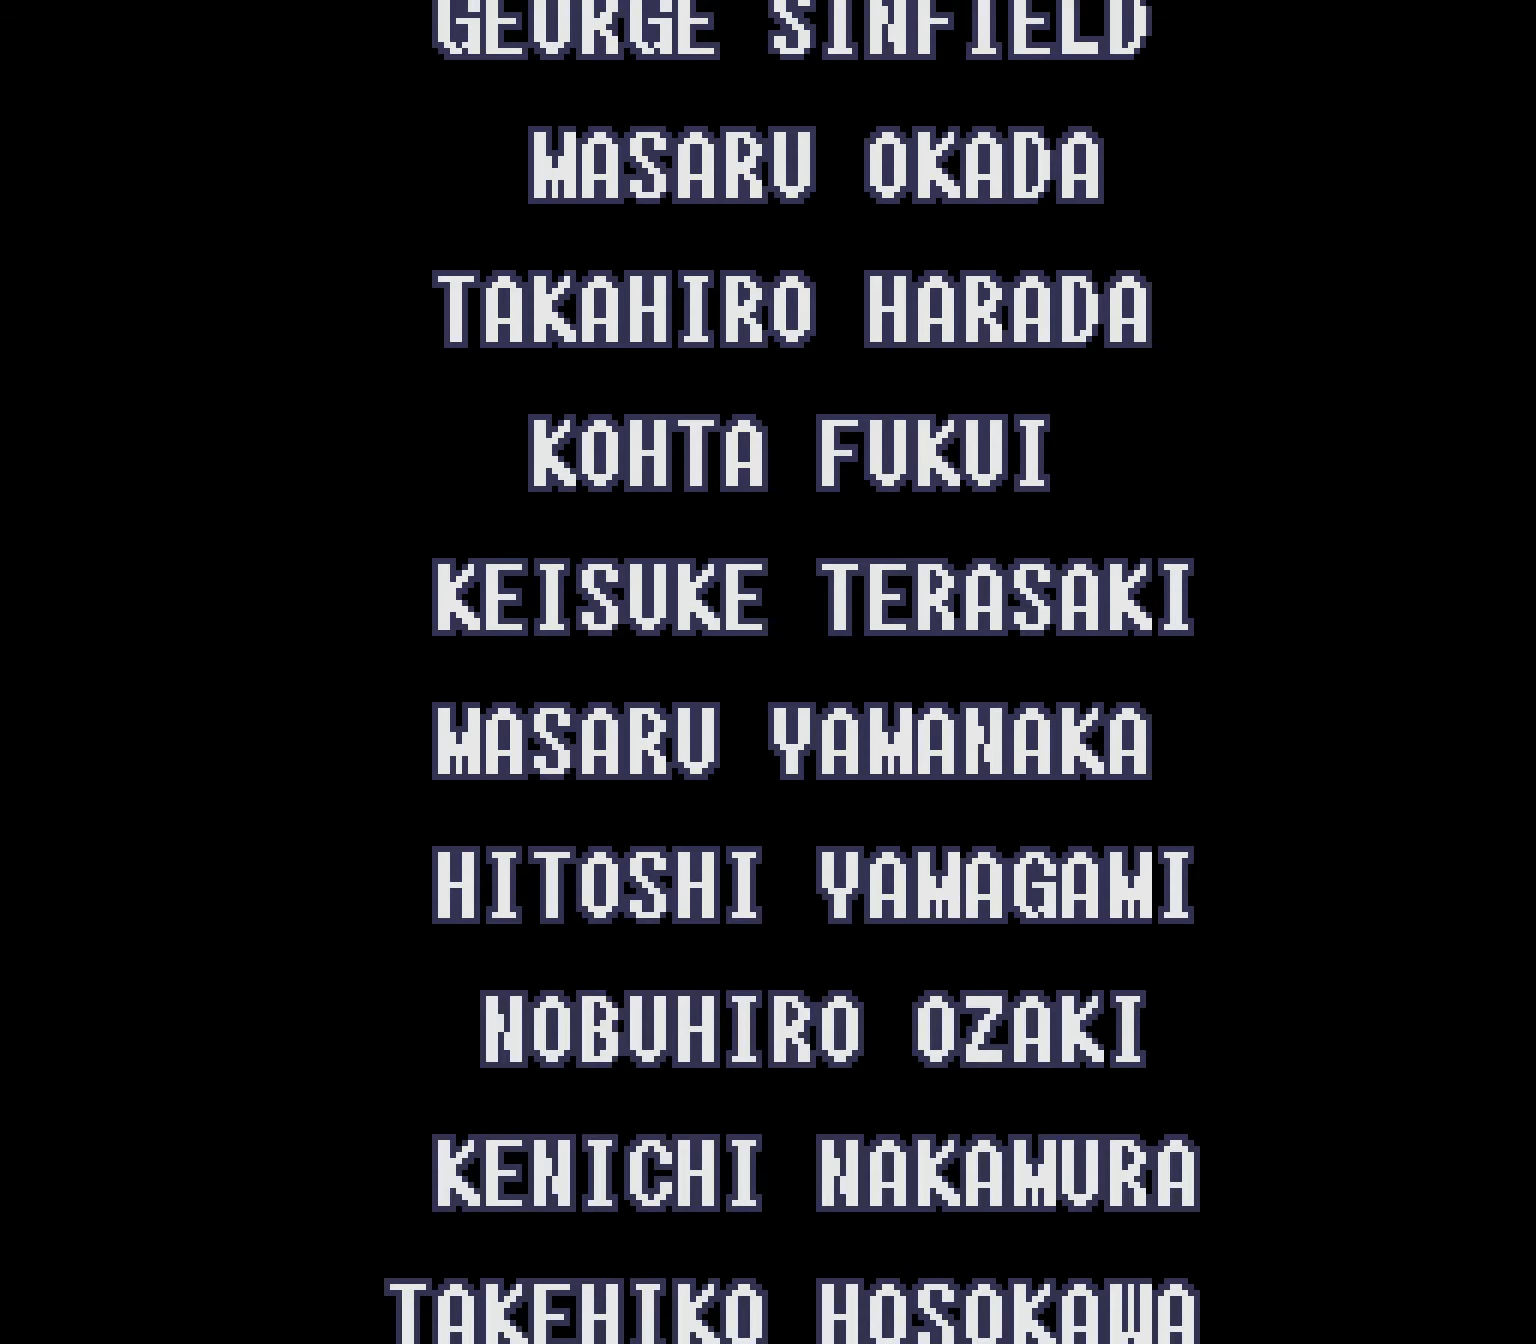 GEORGE SINFIELD
MASARU OKADA
TAKAHIRO HARADA
KOHTA FUKUI
KEISUKE TERASAKI
MASARU YAMANAKA
HITOSHI YAMAGAMI
NOBUHIRO OZAKI
KENICHI NAKAMURA
TAKEHIKO HOSOKAWA